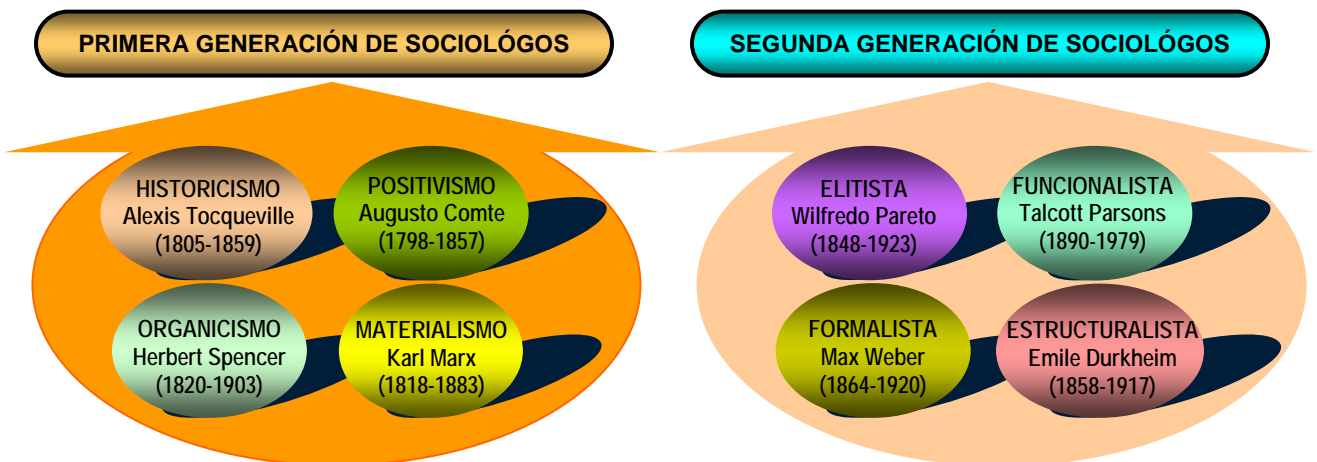 PRIMERA GENERACIÓN DE SOCIOLÓGOS
HISTORICISMO
Alexis Tocqueville
(1805-1859)
POSITIVISMO
Augusto Comte
(1798-1857)
ORGANICISMO
Herbert Spencer
(1820-1903)
MATERIALISMO
Karl Marx
(1818-1883)
SEGUNDA GENERACIÓN DE SOCIOLÓGOS
ELITISTA
Wilfredo Pareto
(1848-1923)
FUNCIONALISTA
Talcott Parsons
(1890-1979)
FORMALISTA
Max Weber
(1864-1920)
ESTRUCTURALISTA
Emile Durkheim
(1858-1917)